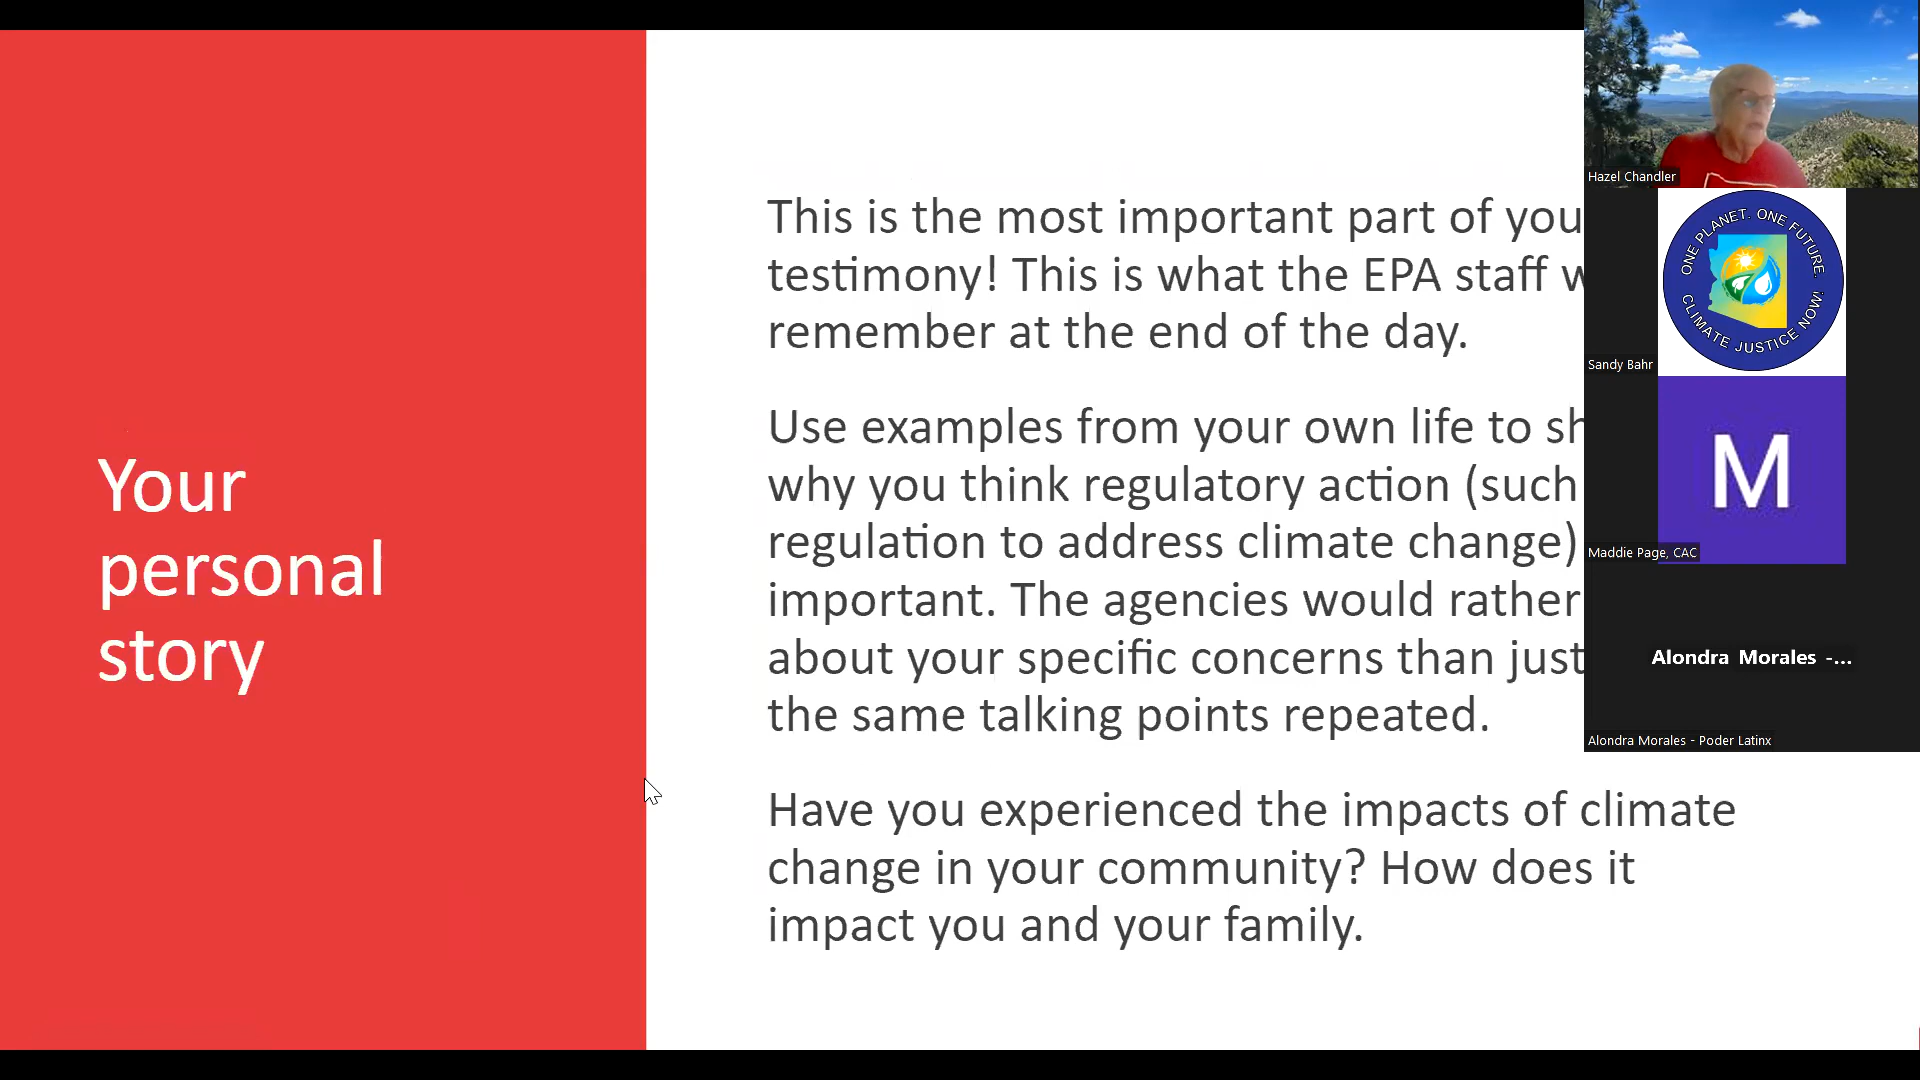 Your
personal
story
This is the most important part of you
testimony! This is what the EPA staff
remember at the end of the day.
Use examples from your own life to
why you think regulatory action (such
regulation to address climate change)
important. The agencies would rather
about your specific concerns than just
the same talking points repeated.
Have you experienced the impacts of climate
change in your community? How does it
impact you and your family.
Hazel Chandler
ONE PLANET. ONE FUTURE.
CLIMATE JUSTICE NOW!
Sandy Bahr
M
Maddie Page, CAC
Alondra Morales -...
Alondra Morales - Poder Latinx